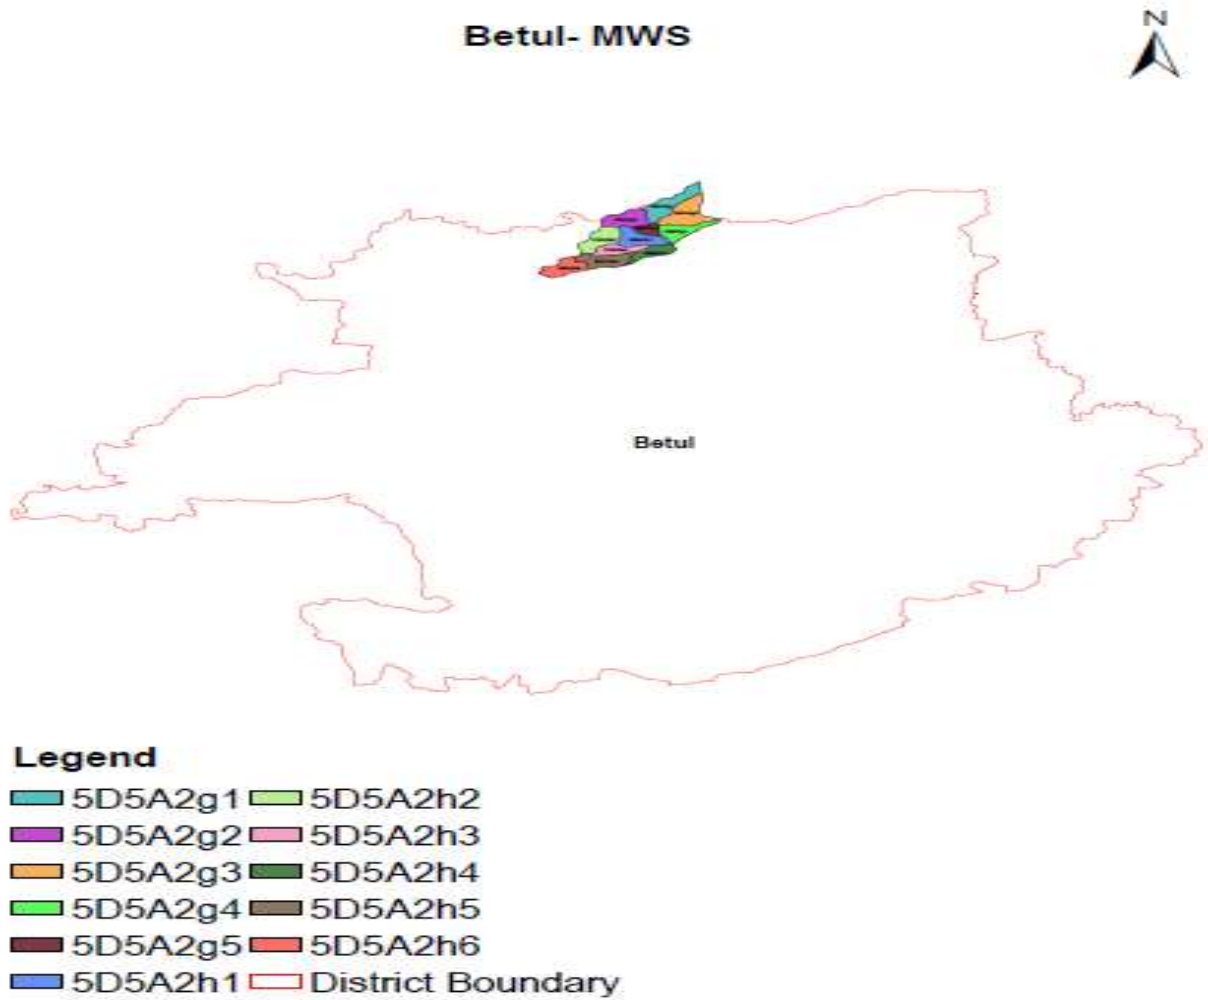 Betul- MWS
N
Betul
Legend
5D5A2g1 5D5A2h2
5D5A2g2 5D5A2h3
5D5A2g3 5D5A2h4
5D5A2g4 5D5A2h5
5D5A2g5 5D5A2h6
5D5A2h1 District Boundary